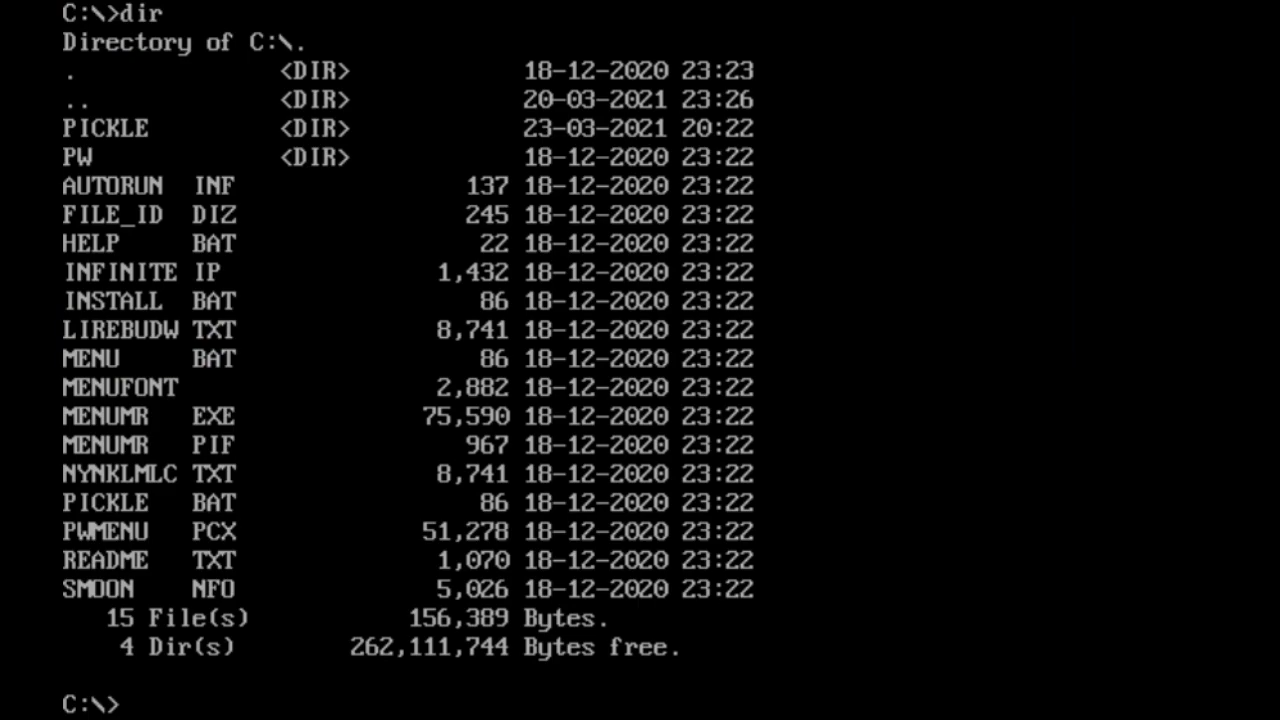 C:\>dir
Directory of C:\.
.               <DIR>            18-12-2020 23:23
..              <DIR>            20-03-2021 23:26
PICKLE          <DIR>            23-03-2021 20:22
PW              <DIR>            18-12-2020 23:22
AUTORUN  INF                 137 18-12-2020 23:22
FILE_ID  DIZ                 245 18-12-2020 23:22
HELP     BAT                  22 18-12-2020 23:22
INFINITE IP                1,432 18-12-2020 23:22
INSTALL  BAT                  86 18-12-2020 23:22
LIREBUDW TXT               8,741 18-12-2020 23:22
MENU     BAT                  86 18-12-2020 23:22
MENUFONT                   2,882 18-12-2020 23:22
MENUMR   EXE              75,590 18-12-2020 23:22
MENUMR   PIF                 967 18-12-2020 23:22
NYNKLMLC TXT               8,741 18-12-2020 23:22
PICKLE   BAT                  86 18-12-2020 23:22
PWMENU   PCX              51,278 18-12-2020 23:22
README   TXT               1,070 18-12-2020 23:22
SMOON    NFO               5,026 18-12-2020 23:22
   15 File(s)            156,389 Bytes.
    4 Dir(s)         262,111,744 Bytes free.

C:\>